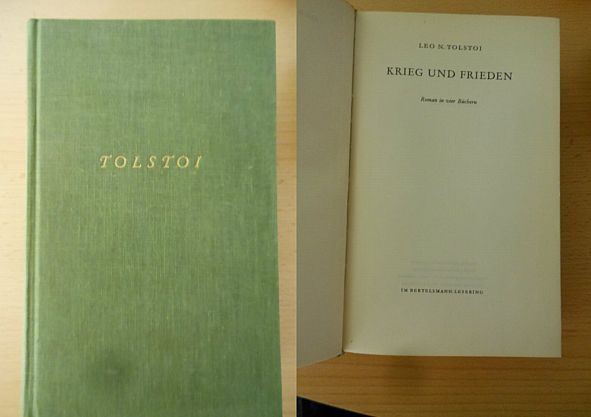 TOLSTOI
LEO N. TOLSTOI
KRIEG UND FRIEDEN
Roman in vier Büchern
IM BERTELSMANN LESERING